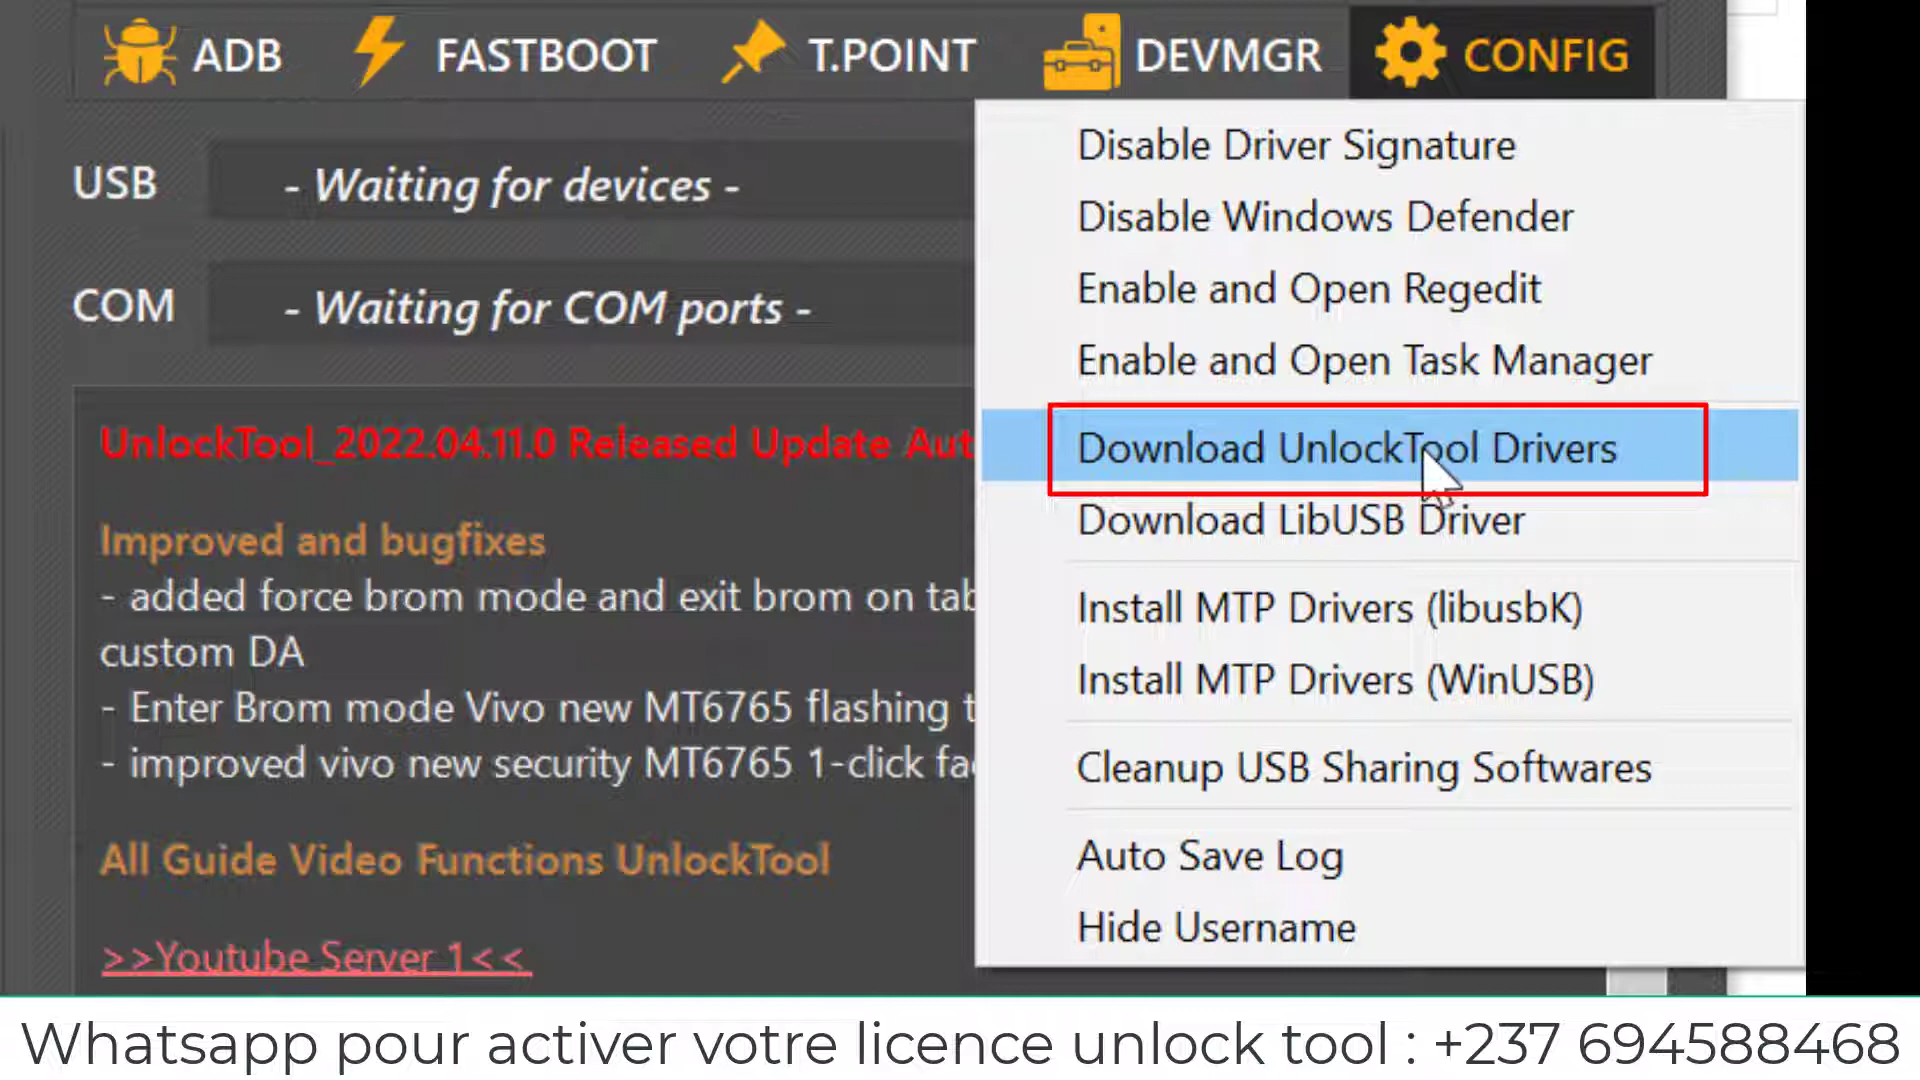 ADB FASTBOOT T.POINT DEVMGR CONFIG
USB - Waiting for devices -
COM - Waiting for COM ports -
UnlockTool_2022.04.11.0 Released Update Aut
Improved and bugfixes
- added force brom mode and exit brom on tab
custom DA
- Enter Brom mode Vivo new MT6765 flashing t
- improved vivo new security MT6765 1-click fac
All Guide Video Functions UnlockTool
>>Youtube Server 1<<
Disable Driver Signature
Disable Windows Defender
Enable and Open Regedit
Enable and Open Task Manager
Download UnlockTool Drivers
Download LibUSB Driver
Install MTP Drivers (libusbK)
Install MTP Drivers (WinUSB)
Cleanup USB Sharing Softwares
Auto Save Log
Hide Username
Whatsapp pour activer votre licence unlock tool : +237 694588468